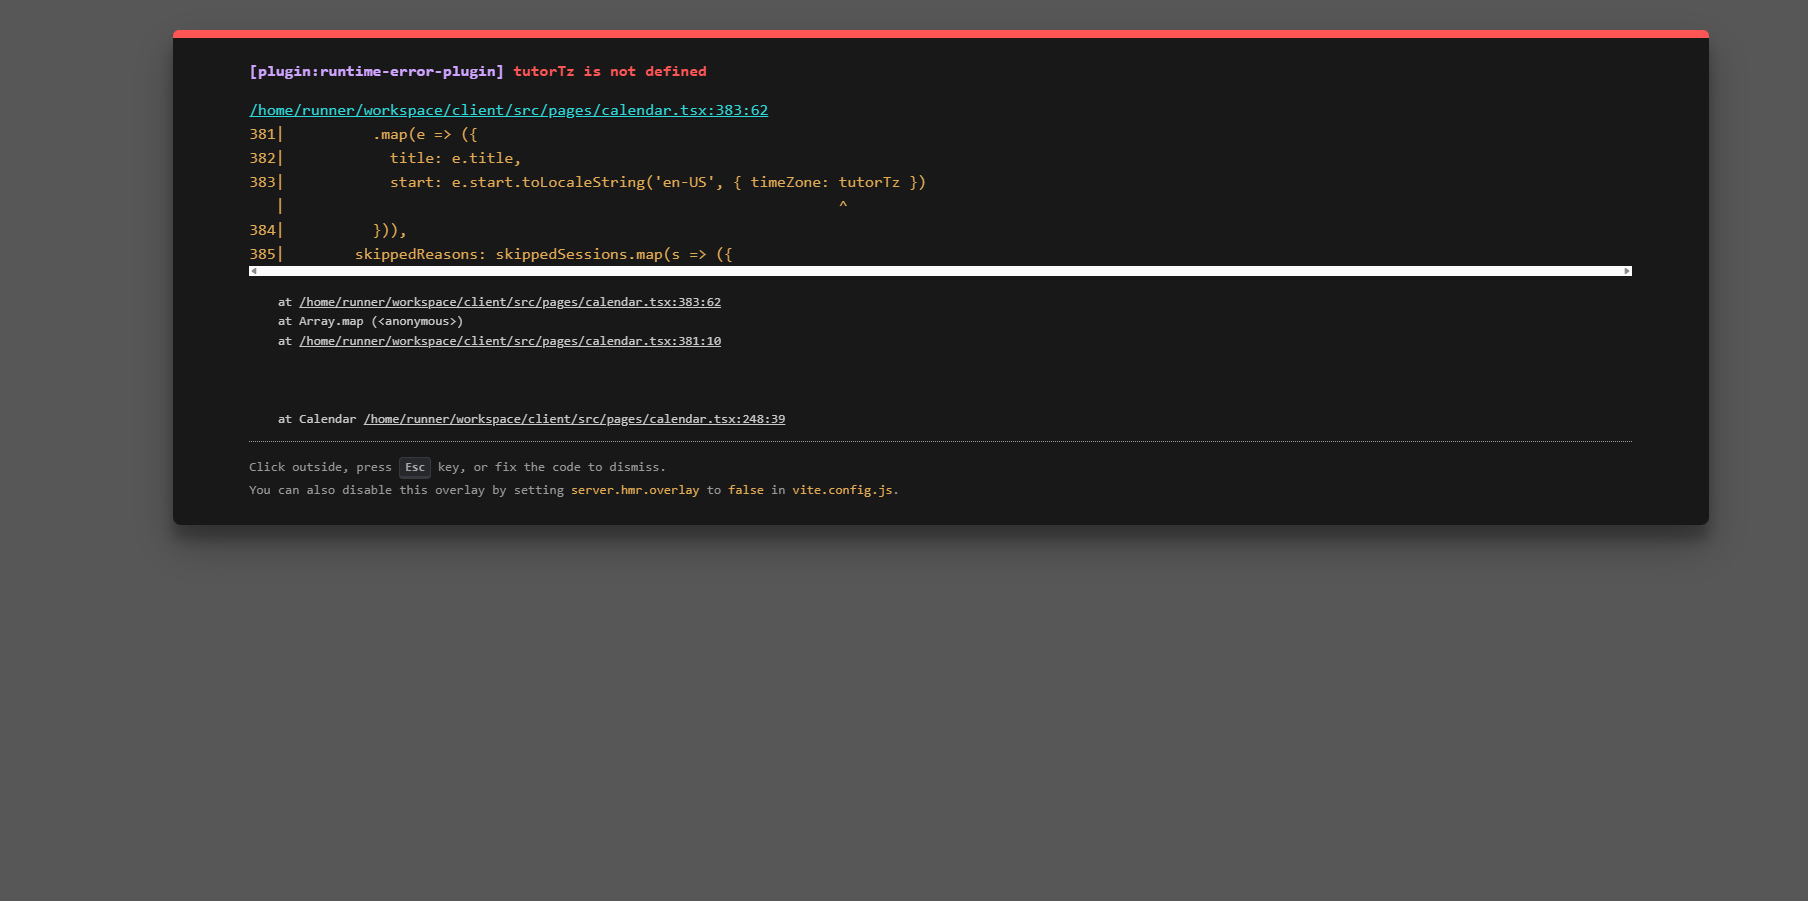 [plugin:runtime-error-plugin] tutorTz is not defined
/home/runner/workspace/client/src/pages/calendar.tsx:383:62
381|          .map(e => ({
382|            title: e.title,
383|            start: e.start.toLocaleString('en-US', { timeZone: tutorTz })
   |                                                               ^
384|          })),
385|        skippedReasons: skippedSessions.map(s => ({
at /home/runner/workspace/client/src/pages/calendar.tsx:383:62
at Array.map (<anonymous>)
at /home/runner/workspace/client/src/pages/calendar.tsx:381:10
at Calendar /home/runner/workspace/client/src/pages/calendar.tsx:248:39
Click outside, press Esc key, or fix the code to dismiss.
You can also disable this overlay by setting server.hmr.overlay to false in vite.config.js.